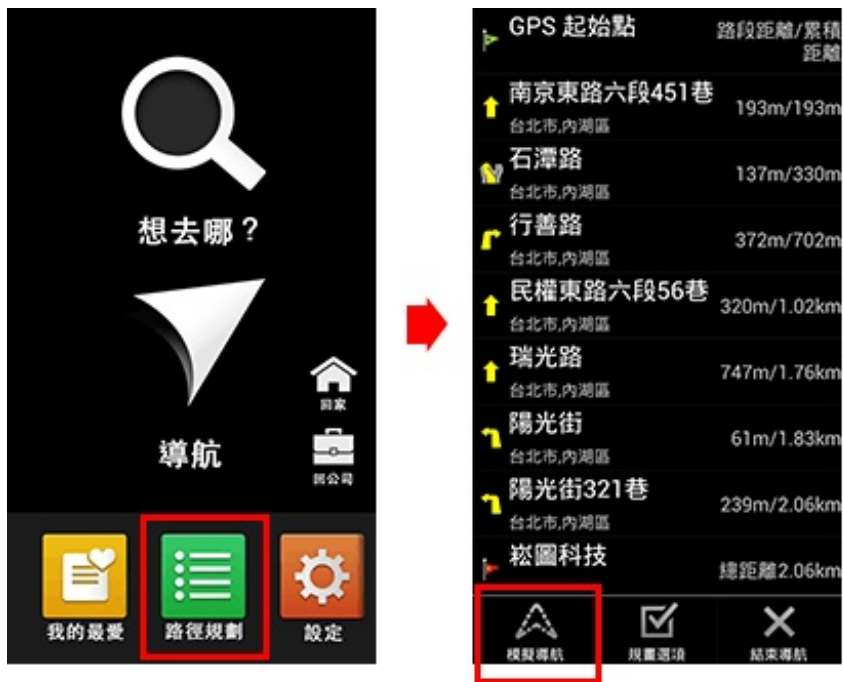 想去哪？
導航
回家
回公司
我的最愛
路徑規劃
設定
GPS 起始點
路段距離/累積
距離
南京東路六段451巷
193m/193m
台北市,內湖區
石潭路
137m/330m
台北市,內湖區
行善路
372m/702m
台北市,內湖區
民權東路六段56巷
320m/1.02km
台北市,內湖區
瑞光路
747m/1.76km
台北市,內湖區
陽光街
61m/1.83km
台北市,內湖區
陽光街321巷
239m/2.06km
台北市,內湖區
崧圖科技
總距離2.06km
模擬導航
規畫選項
結束導航